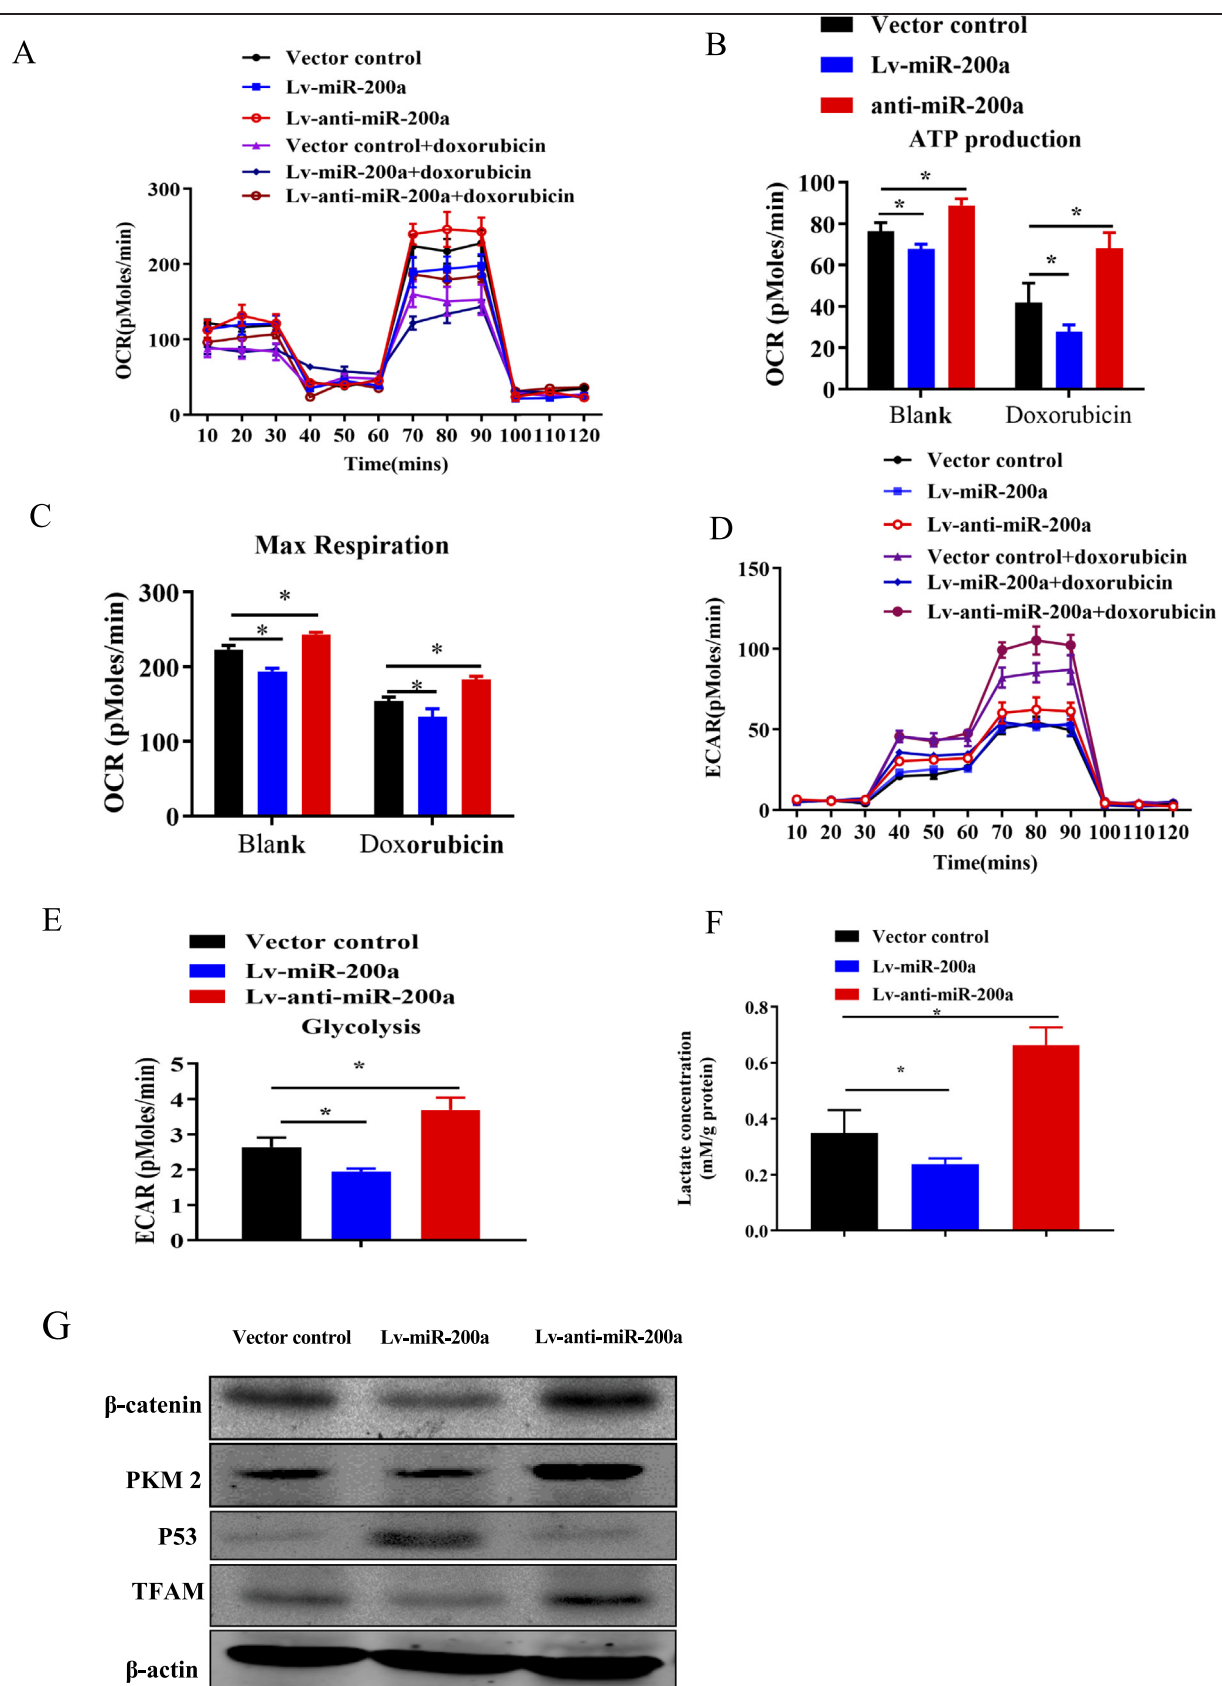 A
Vector control
Lv-miR-200a
Lv-anti-miR-200a
Vector control+doxorubicin
Lv-miR-200a+doxorubicin
Lv-anti-miR-200a+doxorubicin
OCR(pMoles/min)
300
200
100
0
10 20 30 40 50 60 70 80 90 100 110 120
Time(mins)
B
Vector control
Lv-miR-200a
anti-miR-200a
ATP production
OCR (pMoles/min)
100
80
60
40
20
0
* * * *
Blank Doxorubicin
C
Max Respiration
OCR (pMoles/min)
300
200
100
0
* * * *
Blank Doxorubicin
D
Vector control
Lv-miR-200a
Lv-anti-miR-200a
Vector control+doxorubicin
Lv-miR-200a+doxorubicin
Lv-anti-miR-200a+doxorubicin
ECAR(pMoles/min)
150
100
50
0
10 20 30 40 50 60 70 80 90 100 110 120
Time(mins)
E
Vector control
Lv-miR-200a
Lv-anti-miR-200a
Glycolysis
ECAR (pMoles/min)
5
4
3
2
1
0
* *
F
Vector control
Lv-miR-200a
Lv-anti-miR-200a
Lactate concentration
(mM/g protein)
0.8
0.6
0.4
0.2
0.0
* *
G
Vector control Lv-miR-200a Lv-anti-miR-200a
β-catenin
PKM 2
P53
TFAM
β-actin